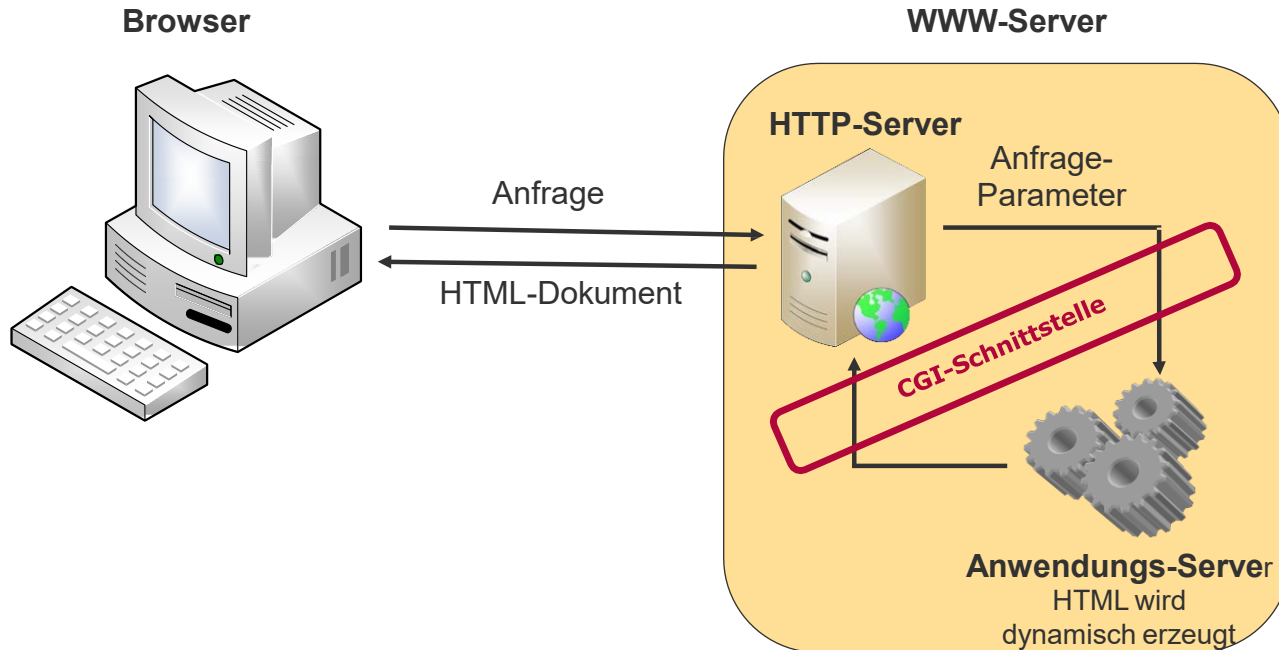 Browser
WWW-Server
HTTP-Server
Anfrage-
Parameter
Anfrage
HTML-Dokument
CGI-Schnittstelle
Anwendungs-Server
HTML wird
dynamisch erzeugt